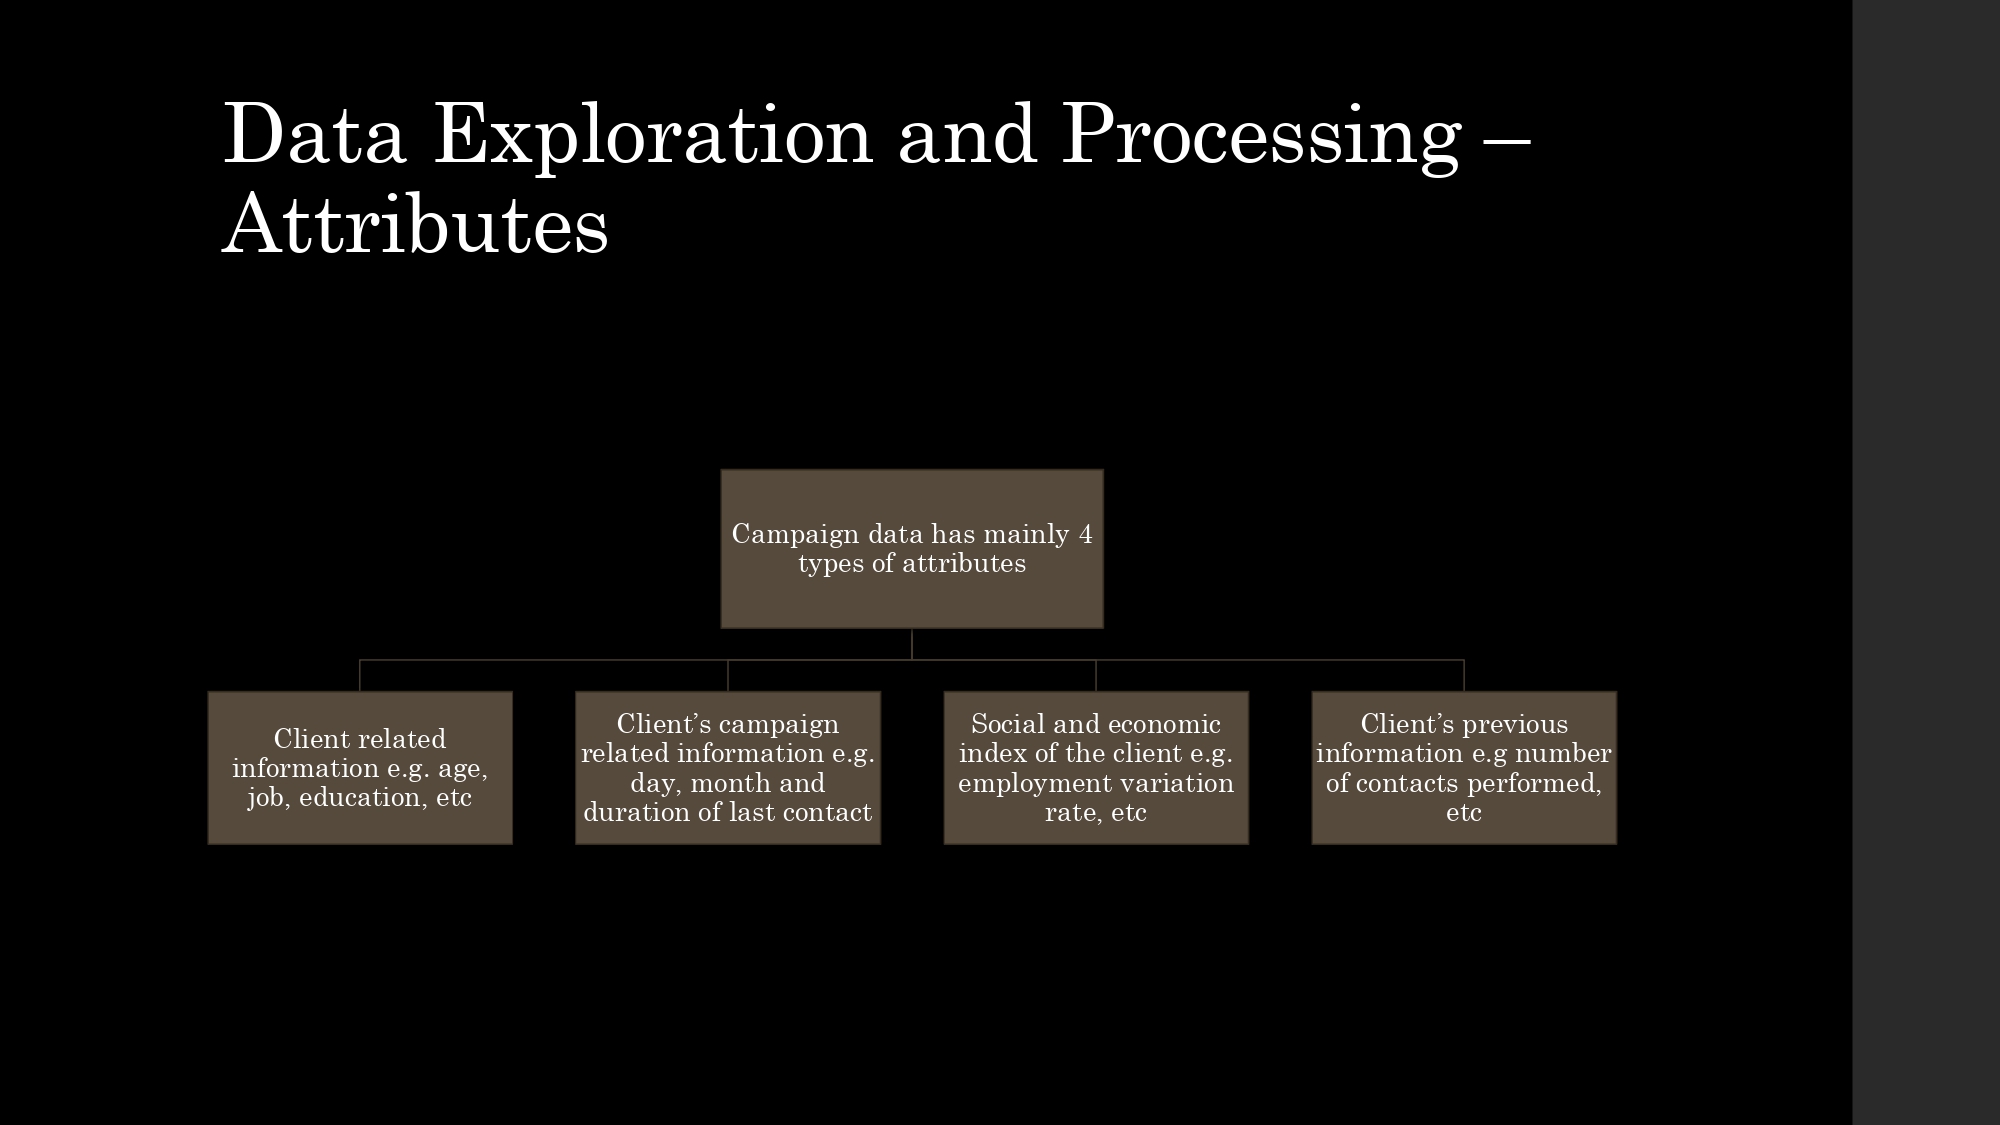 Data Exploration and Processing –
Attributes
Campaign data has mainly 4
types of attributes
Client related
information e.g. age,
job, education, etc
Client’s campaign
related information e.g.
day, month and
duration of last contact
Social and economic
index of the client e.g.
employment variation
rate, etc
Client’s previous
information e.g number
of contacts performed,
etc